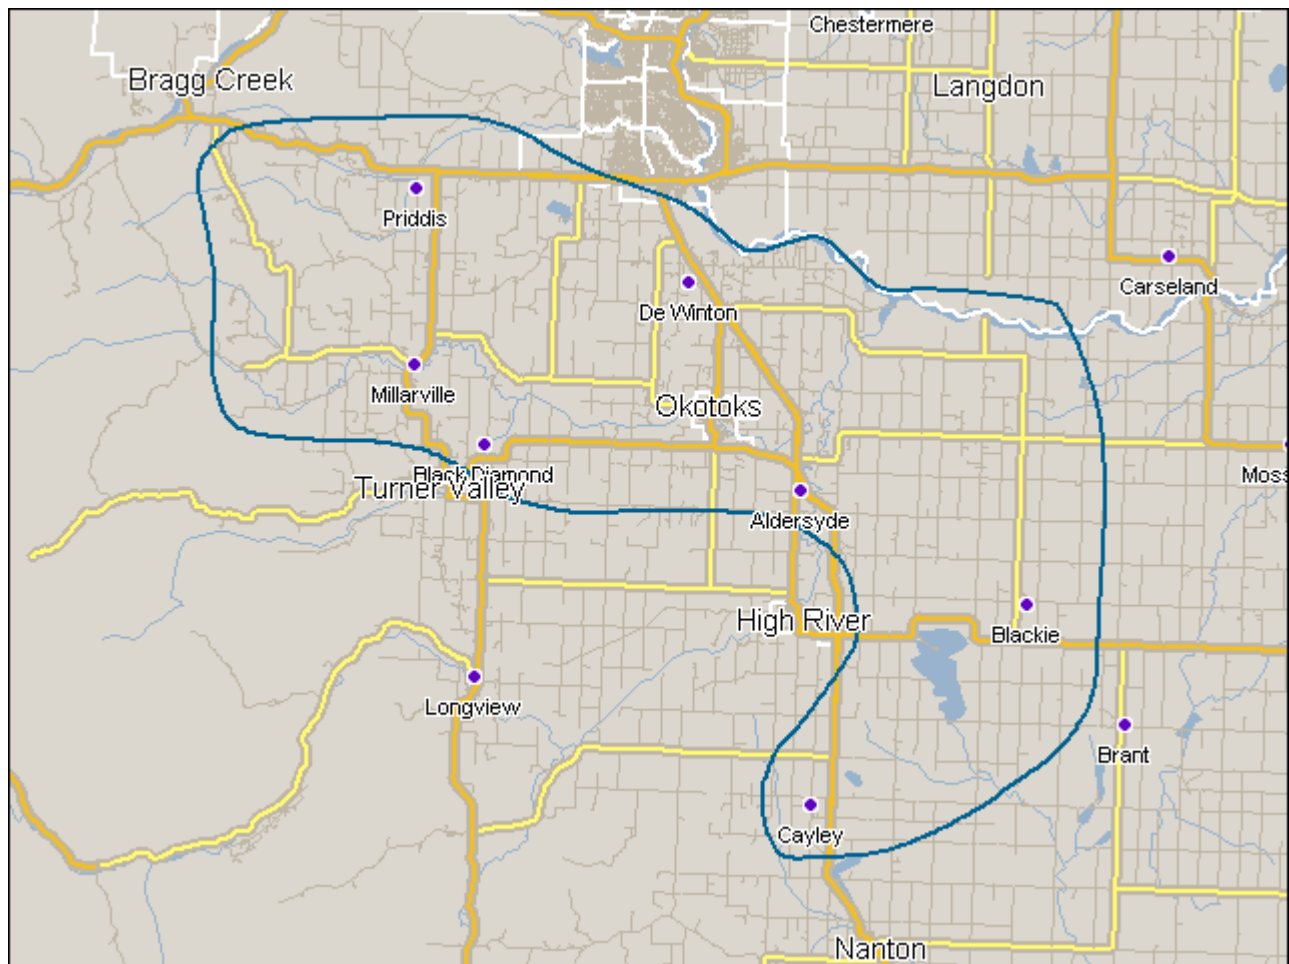 Chestermere
Bragg Creek
Langdon
Priddis
Carseland
De Winton
Millarville
Okotoks
Black Diamond
Moss
Turner Valley
Aldersyde
High River
Blackie
Longview
Brant
Cayley
Nanton